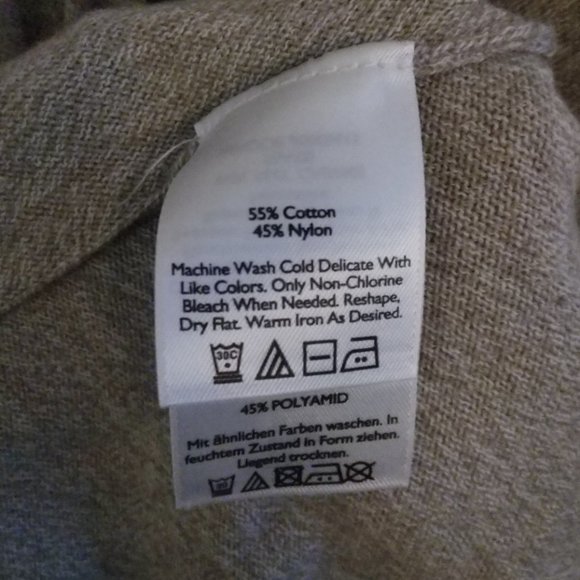 55% Cotton
45% Nylon
Machine Wash Cold Delicate With
Like Colors. Only Non-Chlorine
Bleach When Needed. Reshape,
Dry Flat. Warm Iron As Desired.
30C
45% POLYAMID
Mit ähnlichen Farben waschen. In
feuchtem Zustand in Form ziehen.
Liegend trocknen.
30